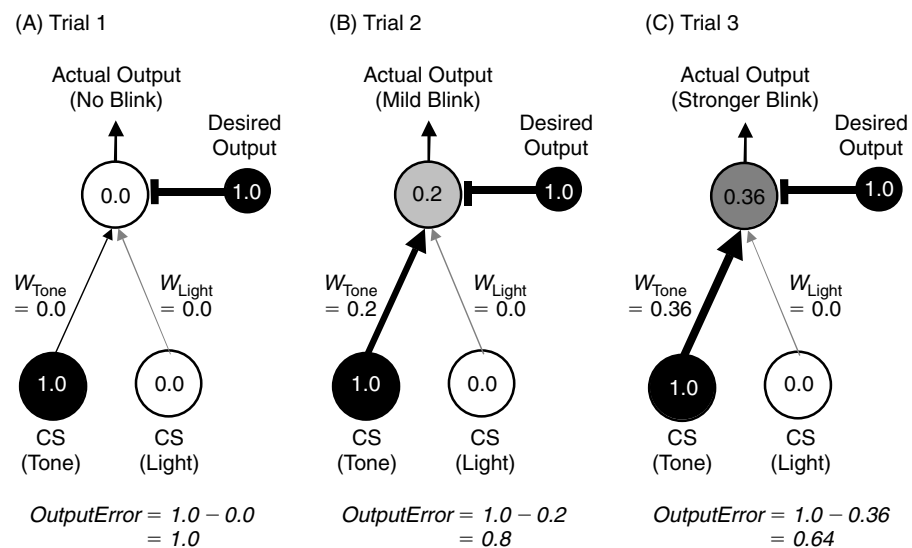 (A) Trial 1
Actual Output
(No Blink)
Desired
Output
0.0
1.0
W Tone
= 0.0
W Light
= 0.0
1.0
0.0
CS
(Tone)
CS
(Light)
OutputError = 1.0 – 0.0
= 1.0
(B) Trial 2
Actual Output
(Mild Blink)
Desired
Output
0.2
1.0
W Tone
= 0.2
W Light
= 0.0
1.0
0.0
CS
(Tone)
CS
(Light)
OutputError = 1.0 – 0.2
= 0.8
(C) Trial 3
Actual Output
(Stronger Blink)
Desired
Output
0.36
1.0
W Tone
= 0.36
W Light
= 0.0
1.0
0.0
CS
(Tone)
CS
(Light)
OutputError = 1.0 – 0.36
= 0.64